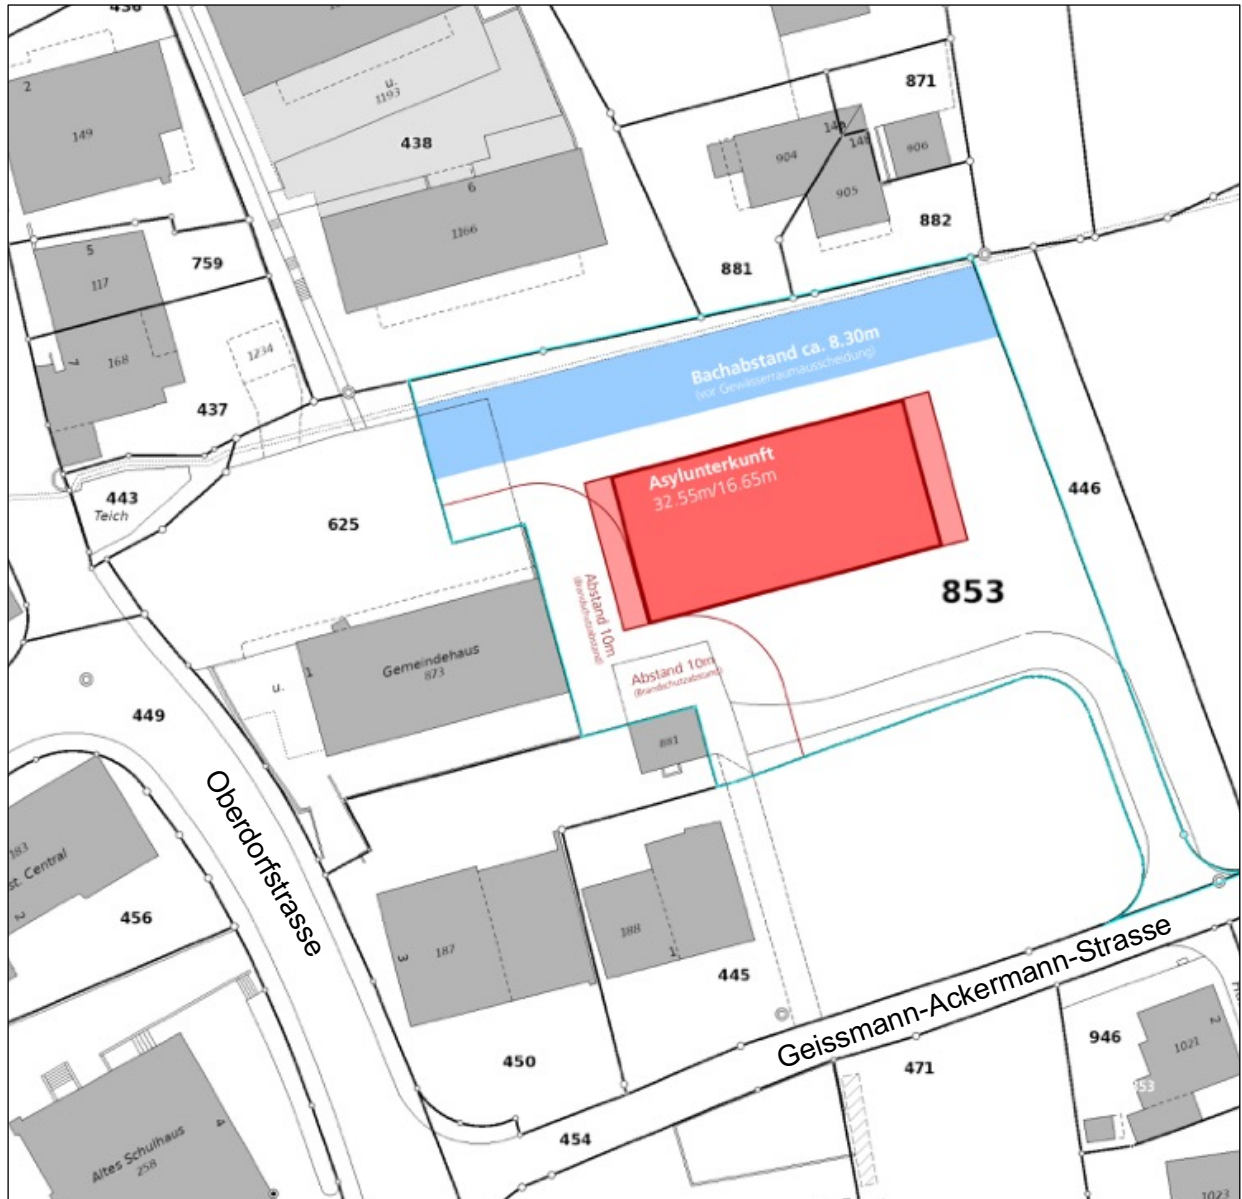 436
2
149
u.
1193
438
6
1166
871
14a
904
906
905
882
881
5
117
759
7
168
1234
437
Bachabstand ca. 8.30m
(vor Gewässerraumausscheidung)
Asylunterkunft
32.55m/16.65m
443
Teich
625
446
853
Abstand 10m
(Brandschutzabstand)
Abstand 10m
(Brandschutzabstand)
Gemeindehaus
873
1
u.
881
449
Oberdorfstrasse
183
st. Central
2
456
187
3
188
1
445
450
Geissmann-Ackermann-Strasse
454
471
946
1021
2
853
1023
Altes Schulhaus
258
4